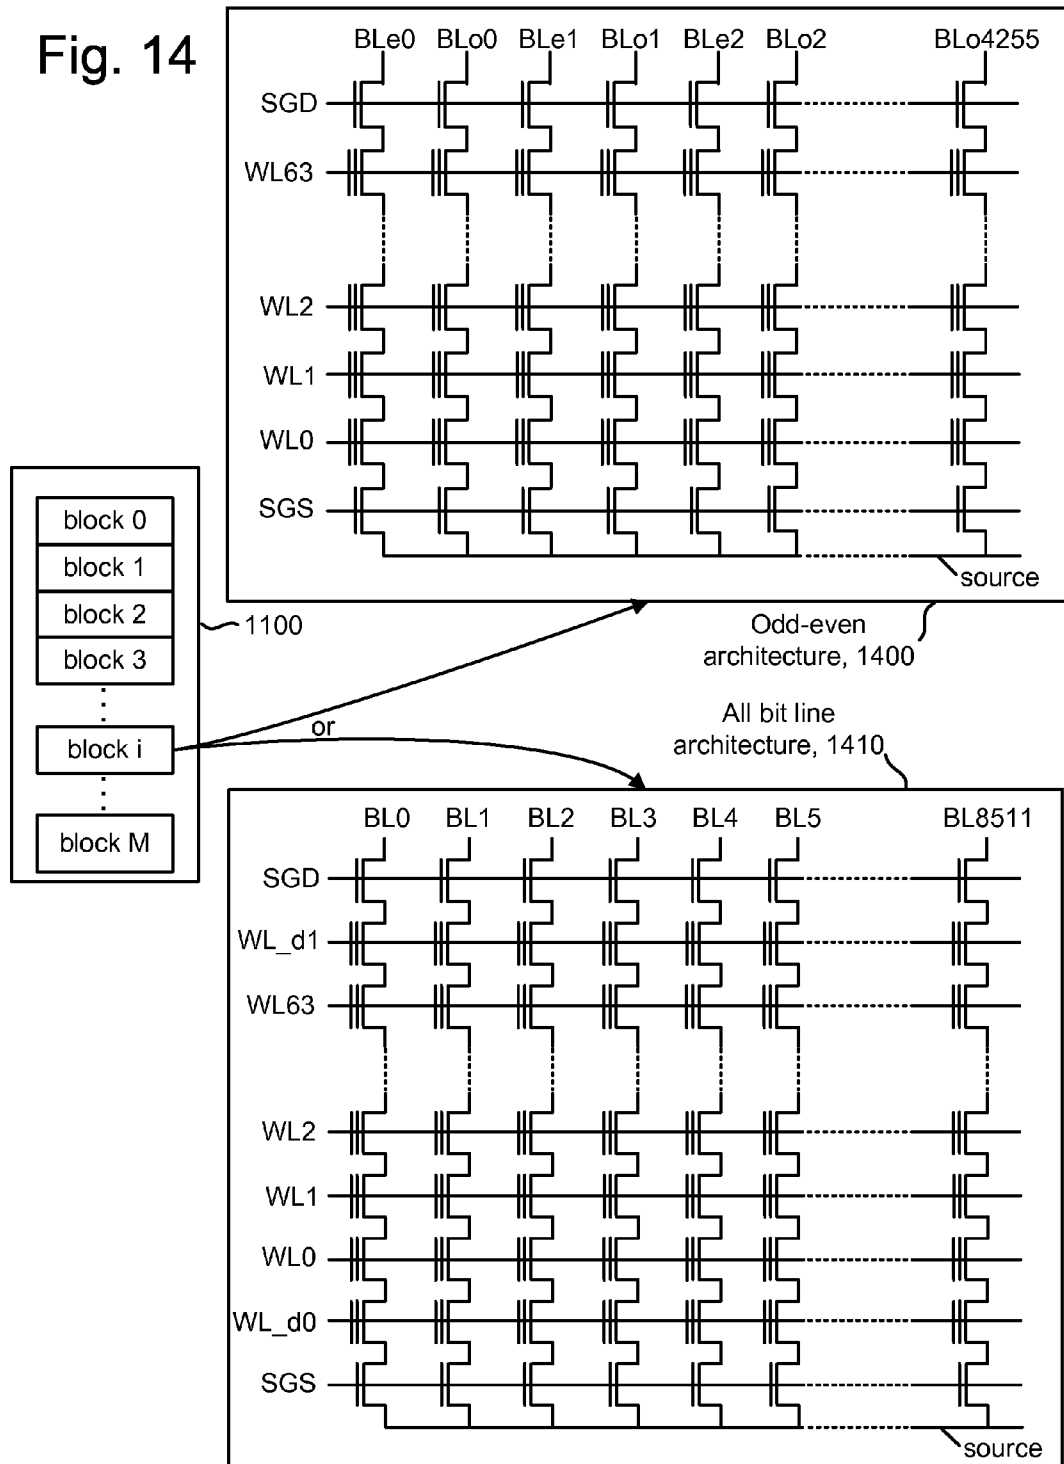 Fig. 14
BLe0 BLo0 BLe1 BLo1 BLe2 BLo2 BLo4255
SGD
WL63
WL2
WL1
WL0
SGS
source
block 0
block 1
block 2
block 3
block i
block M
1100
or
Odd-even
architecture, 1400
All bit line
architecture, 1410
BL0 BL1 BL2 BL3 BL4 BL5 BL8511
SGD
WL_d1
WL63
WL2
WL1
WL0
WL_d0
SGS
source